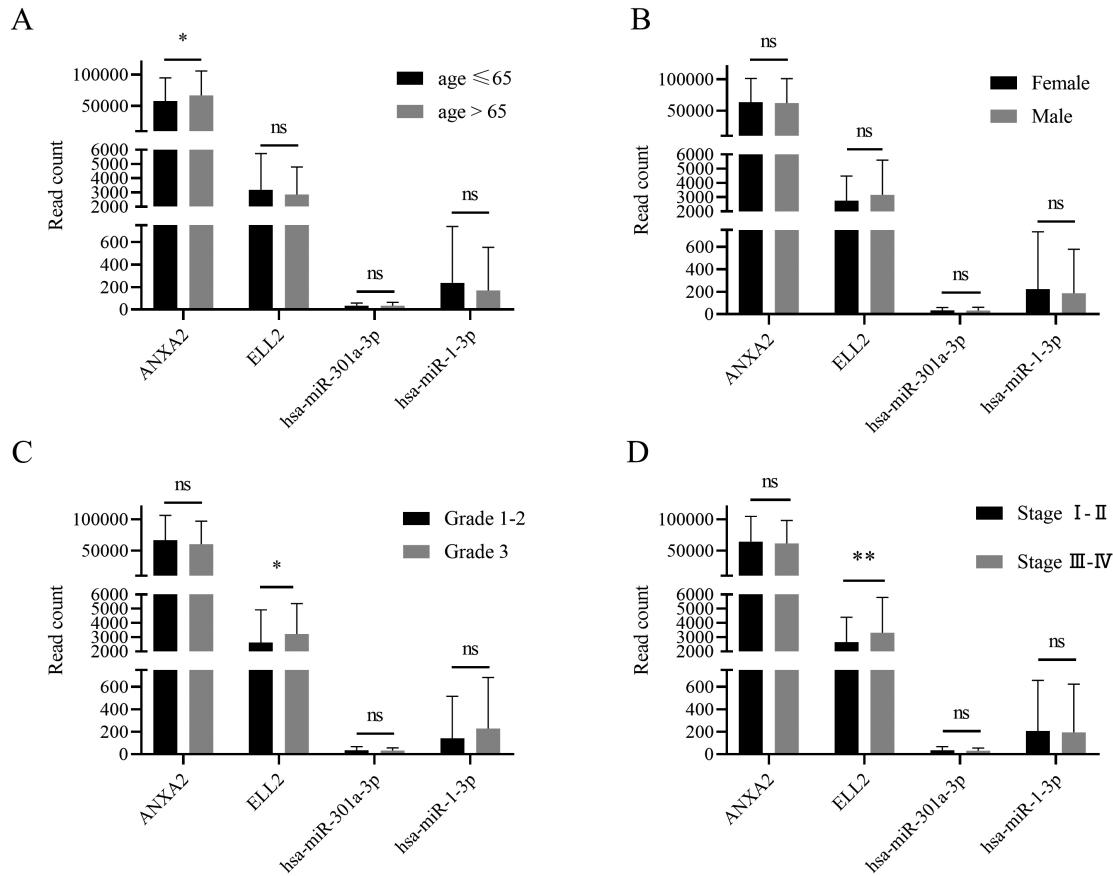 A
*
100000
50000
6000
5000
4000
3000
2000
600
400
200
0
Read count
ns
ns
ns
age ≤65
age > 65
ANXA2
ELL2
hsa-miR-301a-3p
hsa-miR-1-3p
B
ns
100000
50000
6000
5000
4000
3000
2000
600
400
200
0
Read count
ns
ns
ns
Female
Male
ANXA2
ELL2
hsa-miR-301a-3p
hsa-miR-1-3p
C
ns
100000
50000
6000
5000
4000
3000
2000
600
400
200
0
Read count
*
ns
ns
Grade 1-2
Grade 3
ANXA2
ELL2
hsa-miR-301a-3p
hsa-miR-1-3p
D
ns
100000
50000
6000
5000
4000
3000
2000
600
400
200
0
Read count
**
ns
ns
Stage Ⅰ-Ⅱ
Stage Ⅲ-Ⅳ
ANXA2
ELL2
hsa-miR-301a-3p
hsa-miR-1-3p